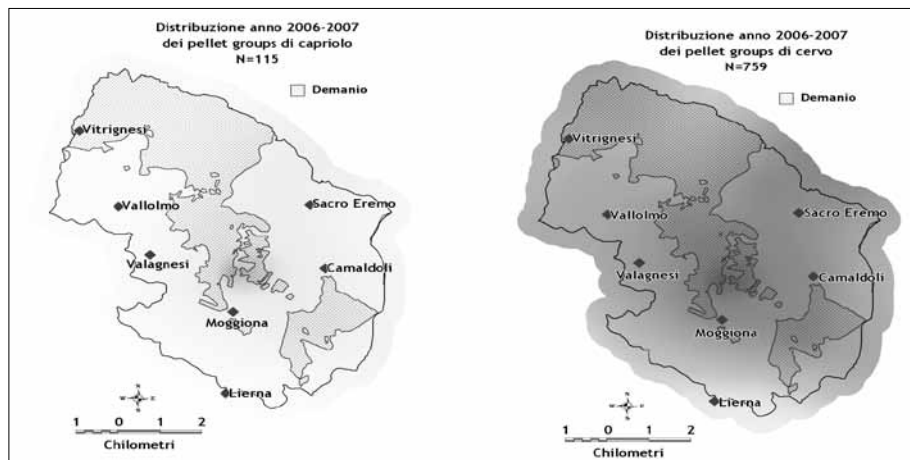 Distribuzione anno 2006-2007
dei pellet groups di capriolo
N=115
Demanio
Vitrignesi
Vallolmo
Sacro Eremo
Valagnesi
Camaldoli
Moggiona
Lierna
N
W E
S
1 0 1 2
Chilometri
Distribuzione anno 2006-2007
dei pellet groups di cervo
N=759
Demanio
Vitrignesi
Vallolmo
Sacro Eremo
Valagnesi
Camaldoli
Moggiona
Lierna
1 0 1 2
Chilometri